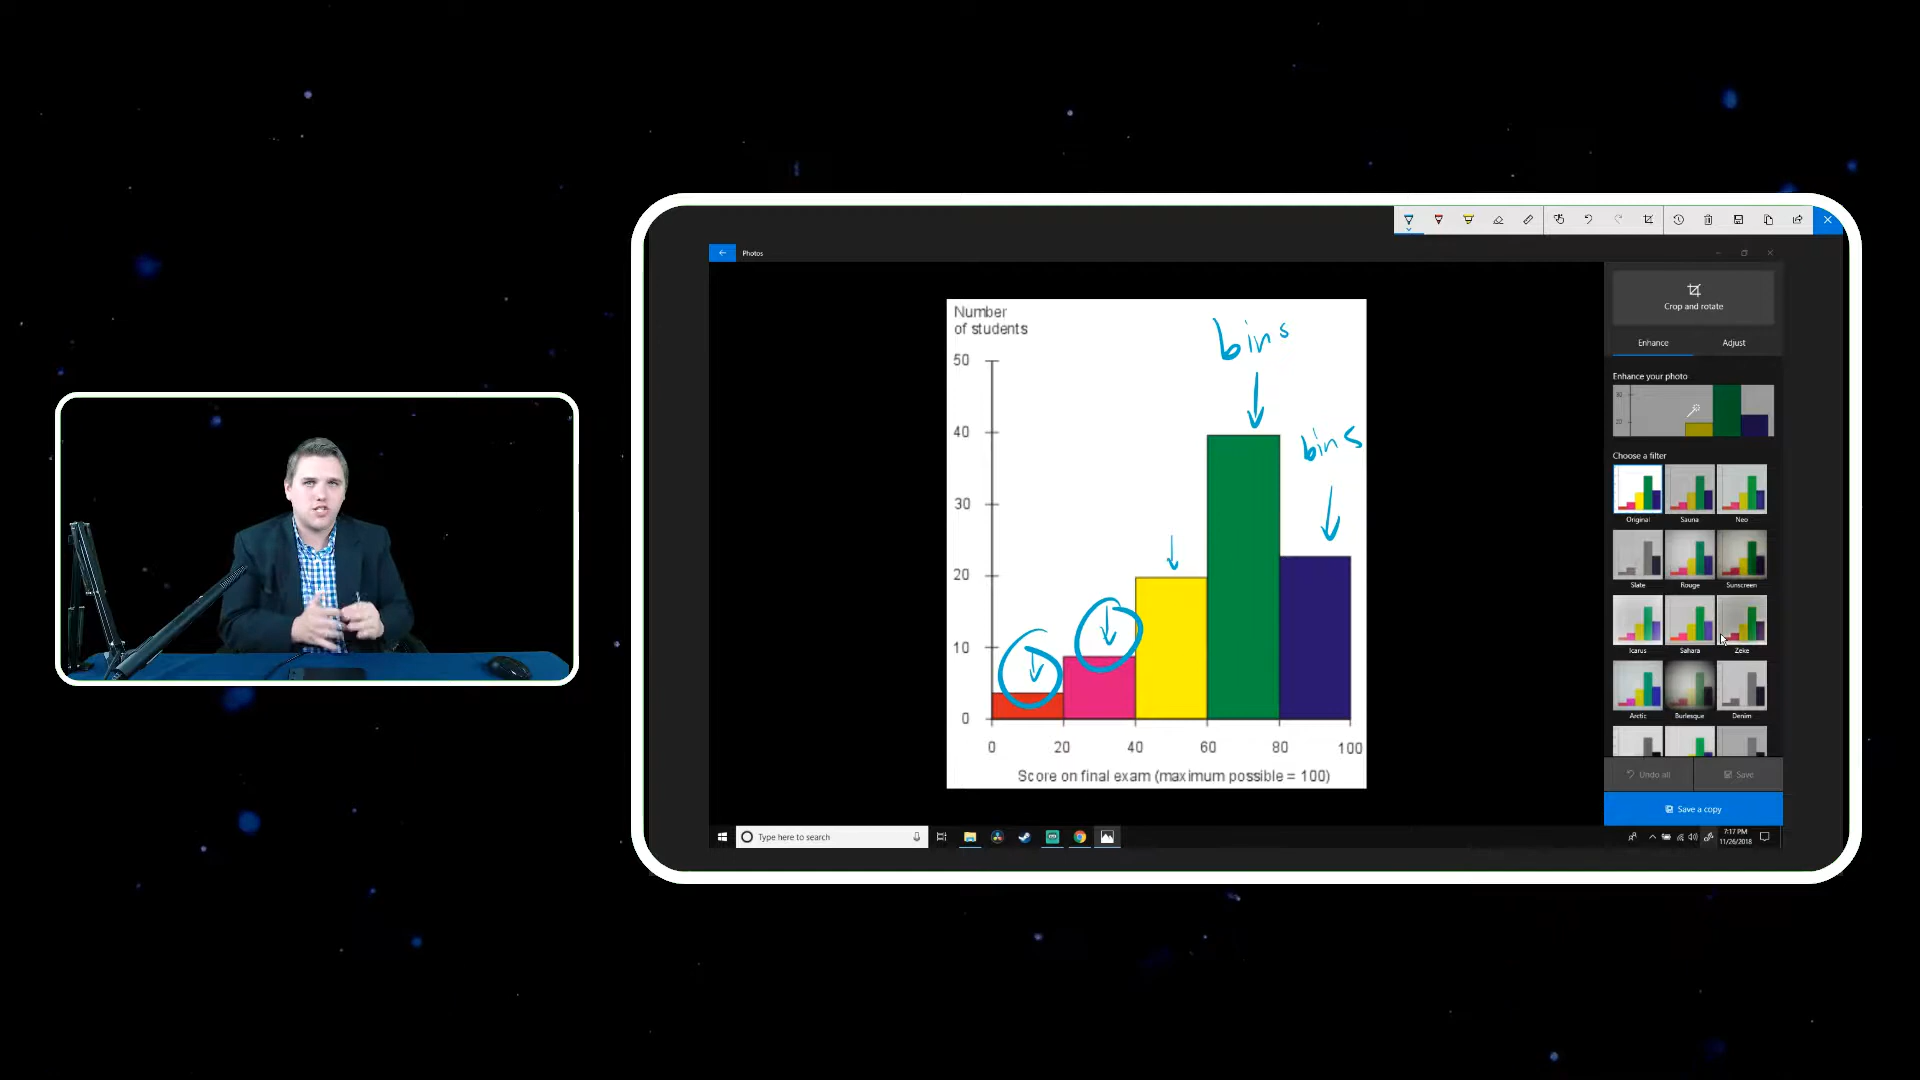 Photos
Number
of students
bins
bins
50
40
30
20
10
0
0 20 40 60 80 100
Score on final exam (maximum possible = 100)
Crop and rotate
Enhance Adjust
Enhance your photo
Choose a filter
Original Sauna Neo
Slate Rouge Sunscreen
Icarus Sahara Zeke
Arctic Burlesque Denim
Undo all Save
Save a copy
Type here to search
7:17 PM
11/26/2018